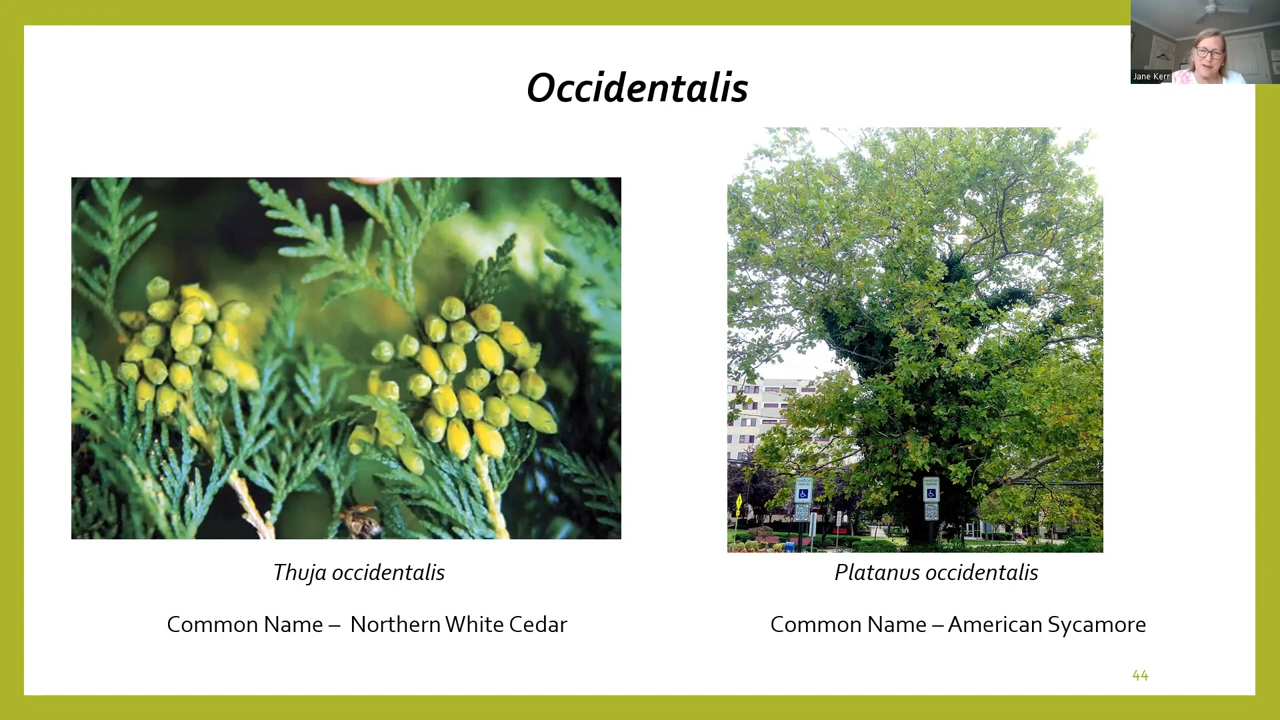 Occidentalis
Jane Kerr
Thuja occidentalis
Platanus occidentalis
Common Name – Northern White Cedar
Common Name – American Sycamore
44